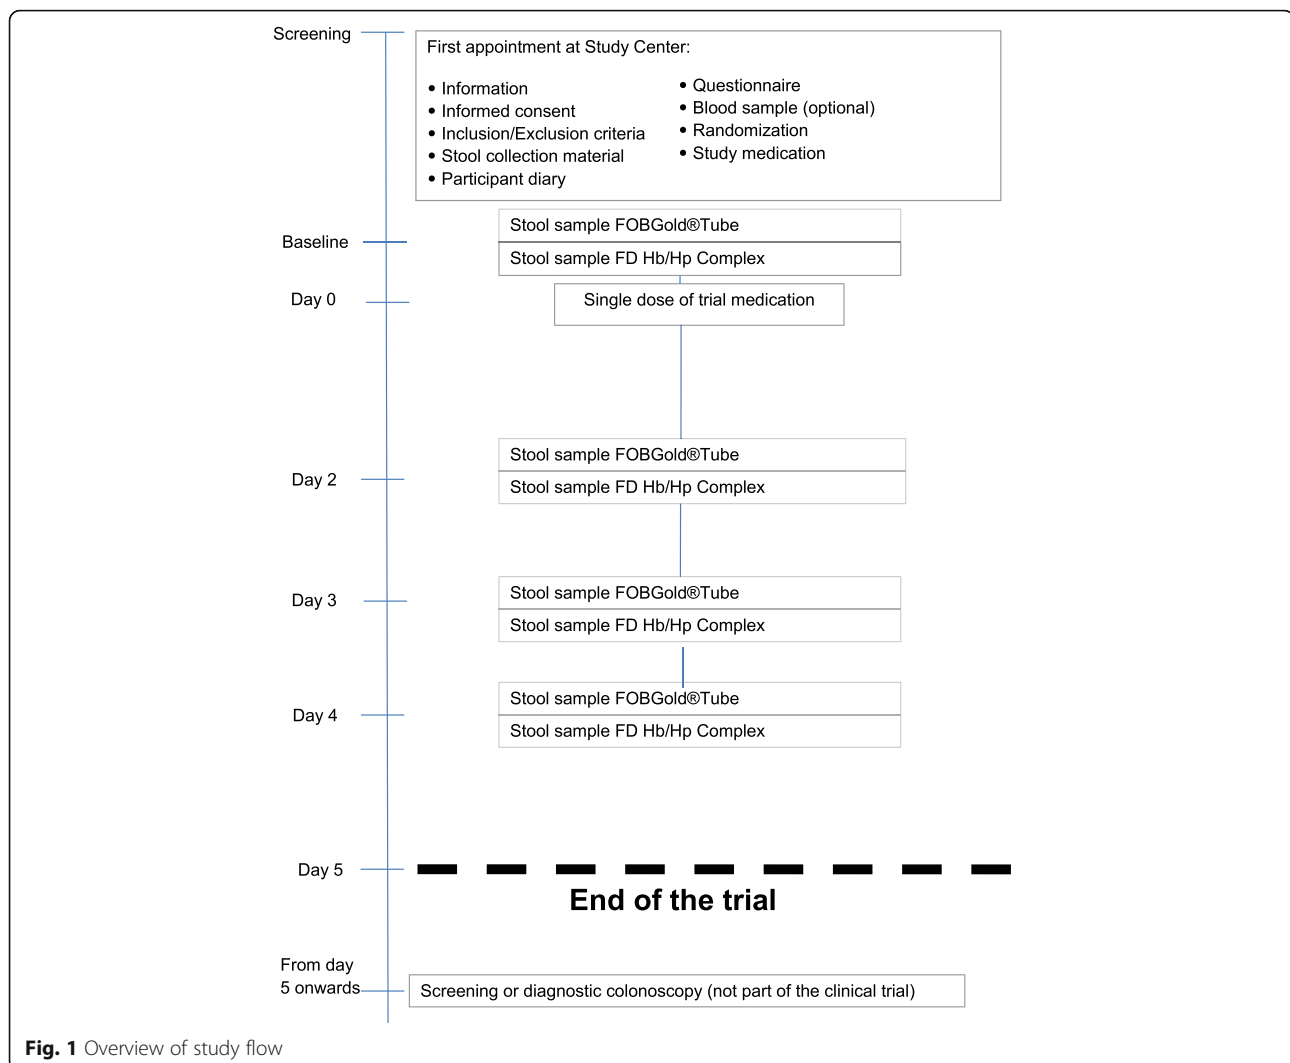 Screening
First appointment at Study Center:
• Information
• Informed consent
• Inclusion/Exclusion criteria
• Stool collection material
• Participant diary
• Questionnaire
• Blood sample (optional)
• Randomization
• Study medication
Baseline
Stool sample FOBGold®Tube
Stool sample FD Hb/Hp Complex
Day 0
Single dose of trial medication
Day 2
Stool sample FOBGold®Tube
Stool sample FD Hb/Hp Complex
Day 3
Stool sample FOBGold®Tube
Stool sample FD Hb/Hp Complex
Day 4
Stool sample FOBGold®Tube
Stool sample FD Hb/Hp Complex
Day 5
End of the trial
From day
5 onwards
Screening or diagnostic colonoscopy (not part of the clinical trial)
Fig. 1 Overview of study flow